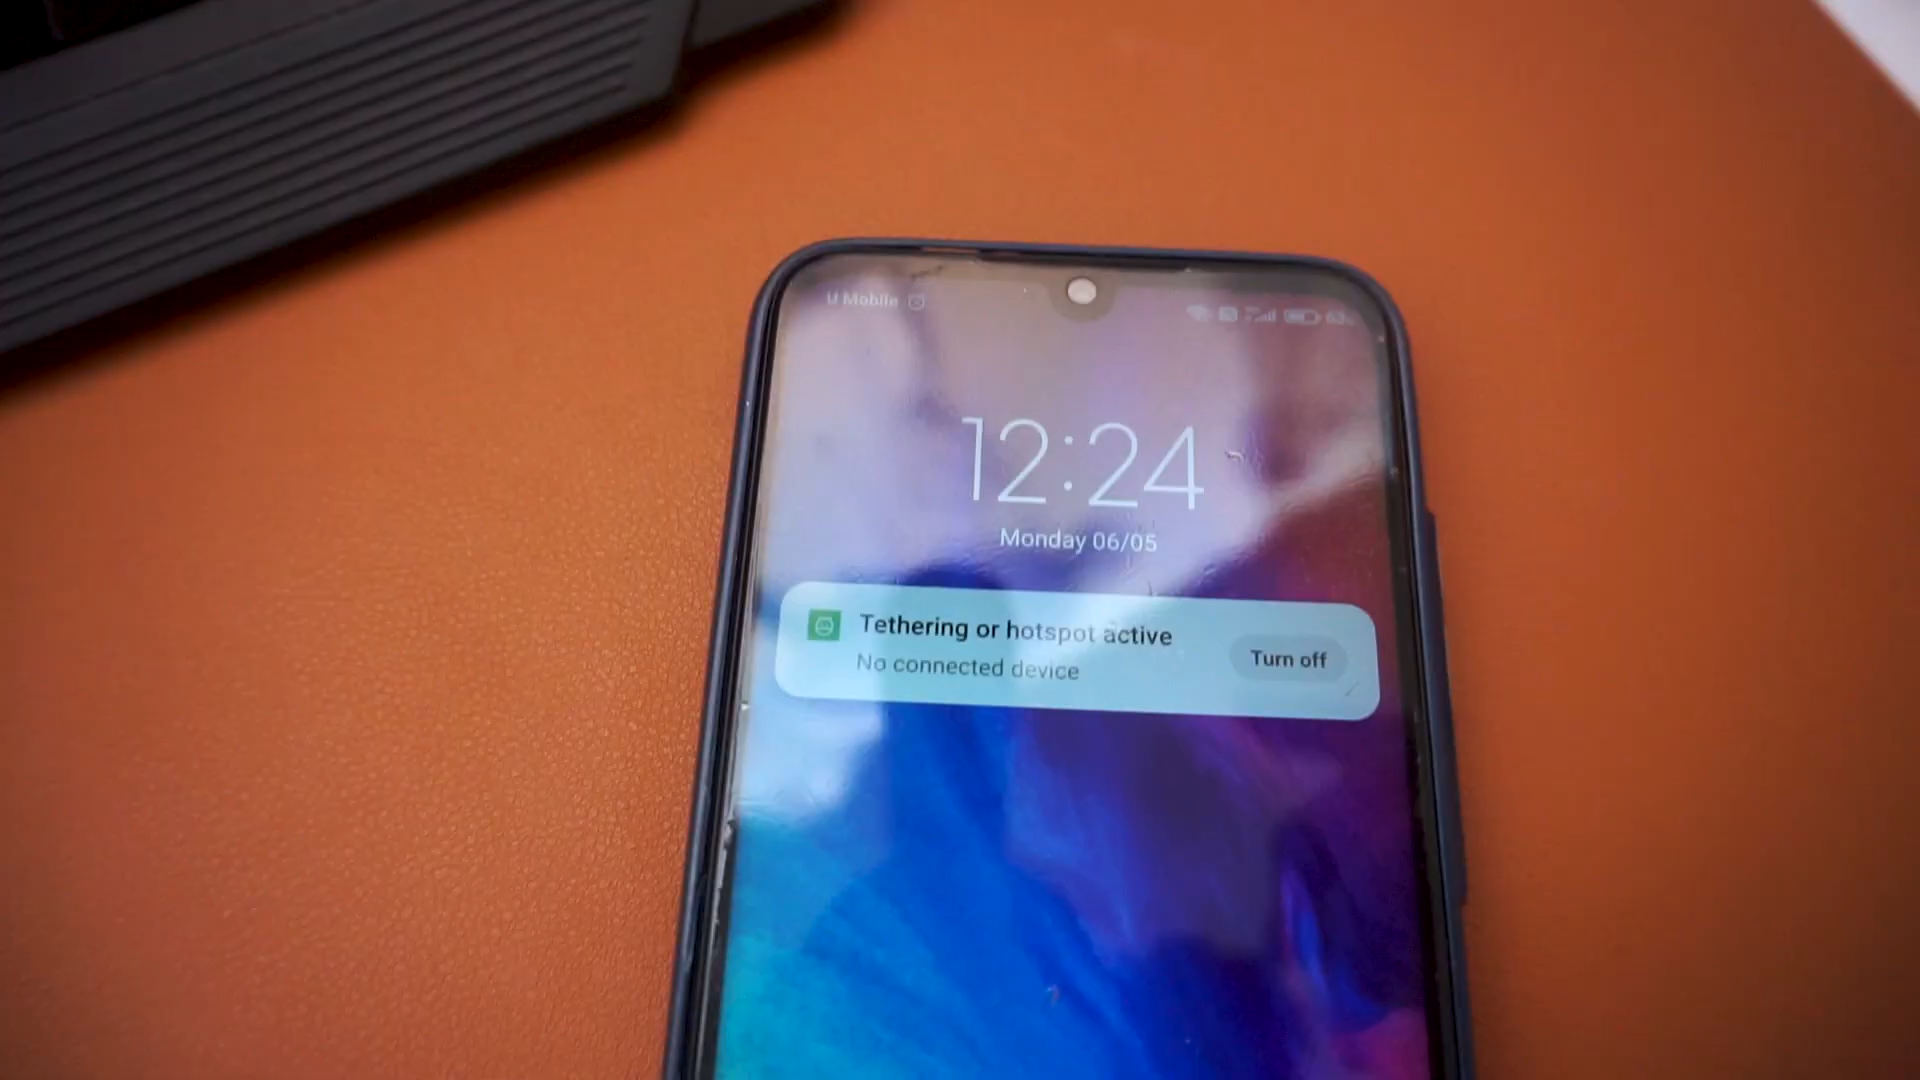 U Mobile
12:24
Monday 06/05
Tethering or hotspot active
No connected device
Turn off